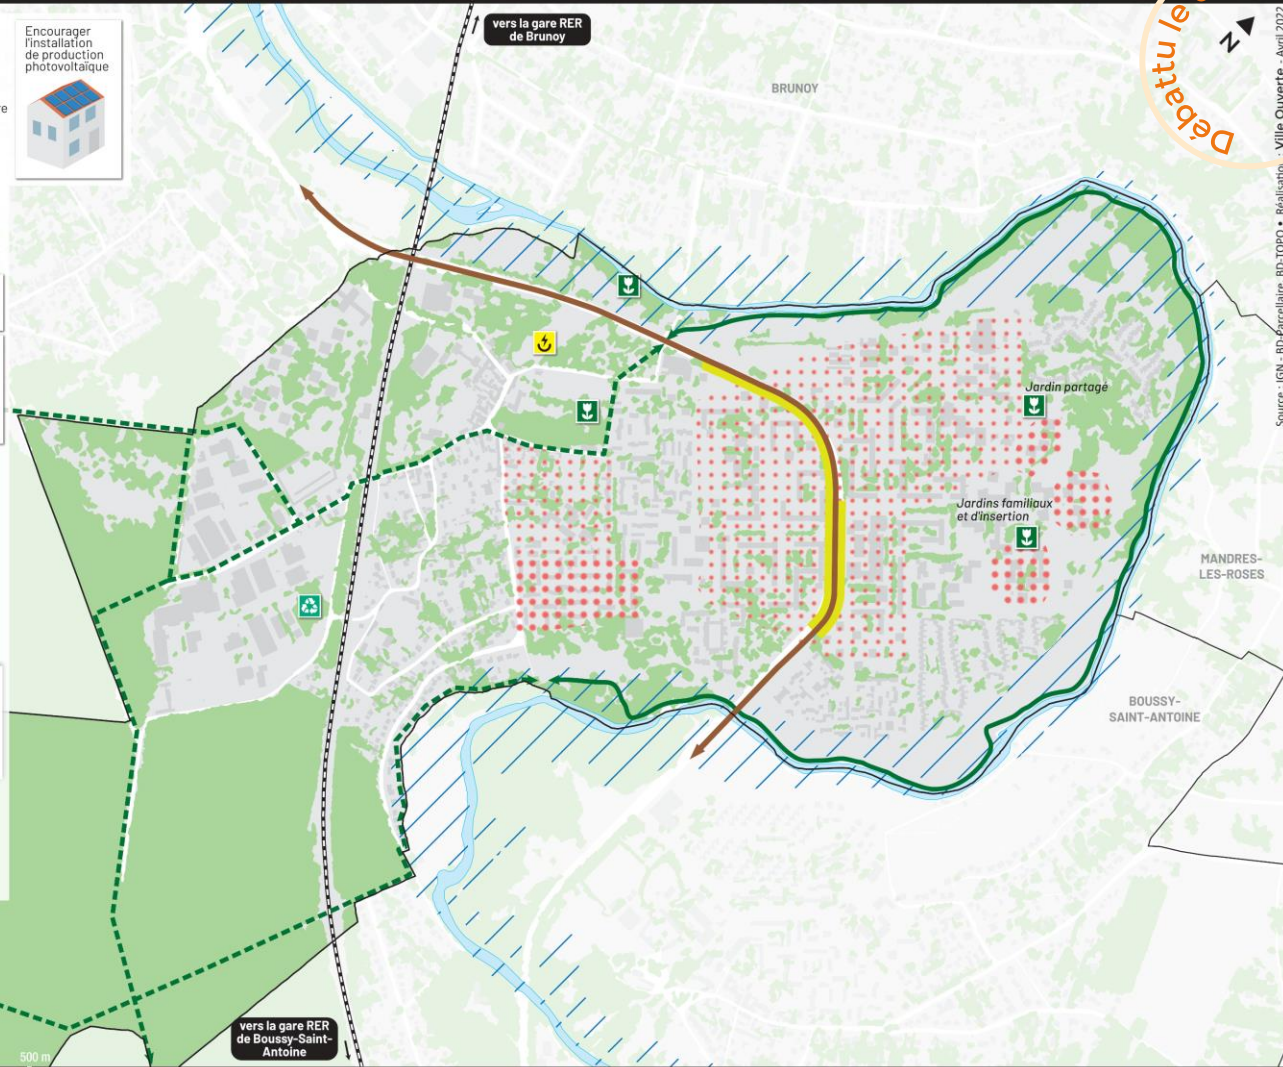 Encourager
l'installation
de production
photovoltaïque
re
vers la gare RER
de Brunoy
BRUNOY
Débattu le
N
Source : IGN - BD-Parcellaire, BD-TOPO • Réalisation : Ville Ouverte - Avril 2022
Jardin partagé
Jardins familiaux
et d'insertion
MANDRES-
LES-ROSES
BOUSSY-
SAINT-ANTOINE
vers la gare RER
de Boussy-Saint-
Antoine
500 m